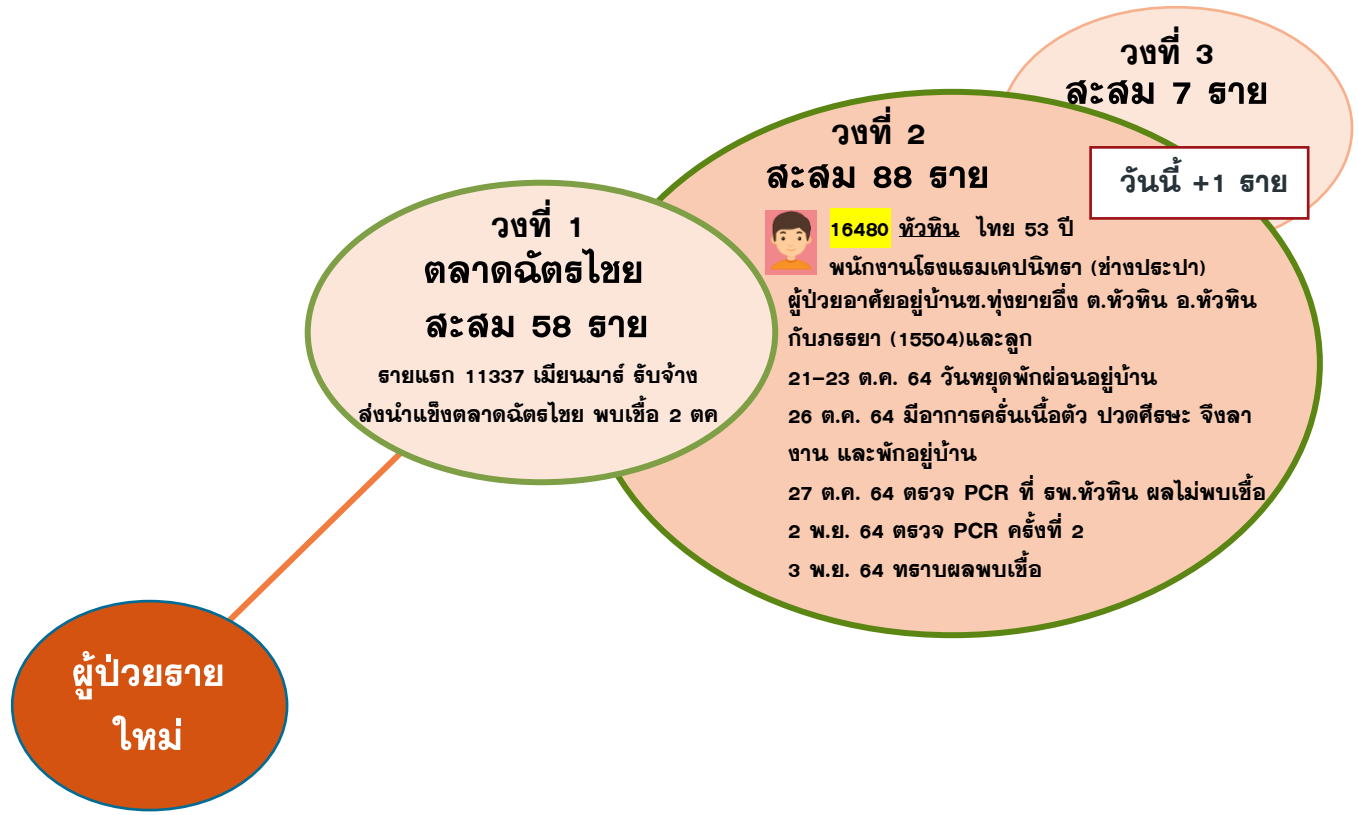 วงที่ 3
สะสม 7 ราย
วันนี้ +1 ราย
วงที่ 2
สะสม 88 ราย
16480 หัวหิน ไทย 53 ปี
พนักงานโรงแรมเคปนิทรา (ช่างประปา)
ผู้ป่วยอาศัยอยู่บ้านซ.ทุ่งยายอึ่ง ต.หัวหิน อ.หัวหิน
กับภรรยา (15504)และลูก
21–23 ต.ค. 64 วันหยุดพักผ่อนอยู่บ้าน
26 ต.ค. 64 มีอาการครั่นเนื้อตัว ปวดศีรษะ จึงลา
งาน และพักอยู่บ้าน
27 ต.ค. 64 ตรวจ PCR ที่ รพ.หัวหิน ผลไม่พบเชื้อ
2 พ.ย. 64 ตรวจ PCR ครั้งที่ 2
3 พ.ย. 64 ทราบผลพบเชื้อ
วงที่ 1
ตลาดฉัตรไชย
สะสม 58 ราย
รายแรก 11337 เมียนมาร์ รับจ้าง
ส่งนำแข็งตลาดฉัตรไชย พบเชื้อ 2 ตค
ผู้ป่วยราย
ใหม่